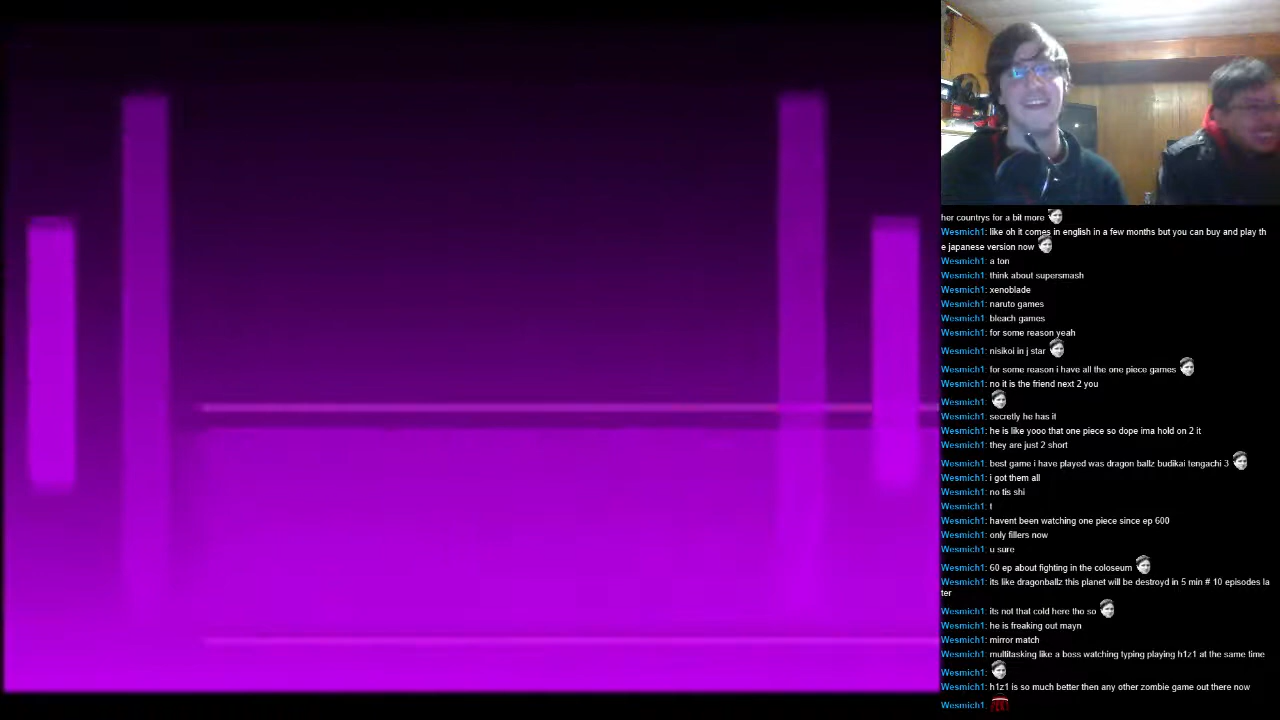 her countrys for a bit more
Wesmich1: like oh it comes in english in a few months but you can buy and play th
e japanese version now
Wesmich1: a ton
Wesmich1: think about supersmash
Wesmich1: xenoblade
Wesmich1: naruto games
Wesmich1: bleach games
Wesmich1: for some reason yeah
Wesmich1: nisikoi in j star
Wesmich1: for some reason i have all the one piece games
Wesmich1: no it is the friend next 2 you
Wesmich1:
Wesmich1: secretly he has it
Wesmich1: he is like yooo that one piece so dope ima hold on 2 it
Wesmich1: they are just 2 short
Wesmich1: best game i have played was dragon ballz budikai tengachi 3
Wesmich1: i got them all
Wesmich1: no tis shi
Wesmich1: t
Wesmich1: havent been watching one piece since ep 600
Wesmich1: only fillers now
Wesmich1: u sure
Wesmich1: 60 ep about fighting in the coloseum
Wesmich1: its like dragonballz this planet will be destroyd in 5 min # 10 episodes la
ter
Wesmich1: its not that cold here tho so
Wesmich1: he is freaking out mayn
Wesmich1: mirror match
Wesmich1: multitasking like a boss watching typing playing h1z1 at the same time
Wesmich1:
Wesmich1: h1z1 is so much better then any other zombie game out there now
Wesmich1: